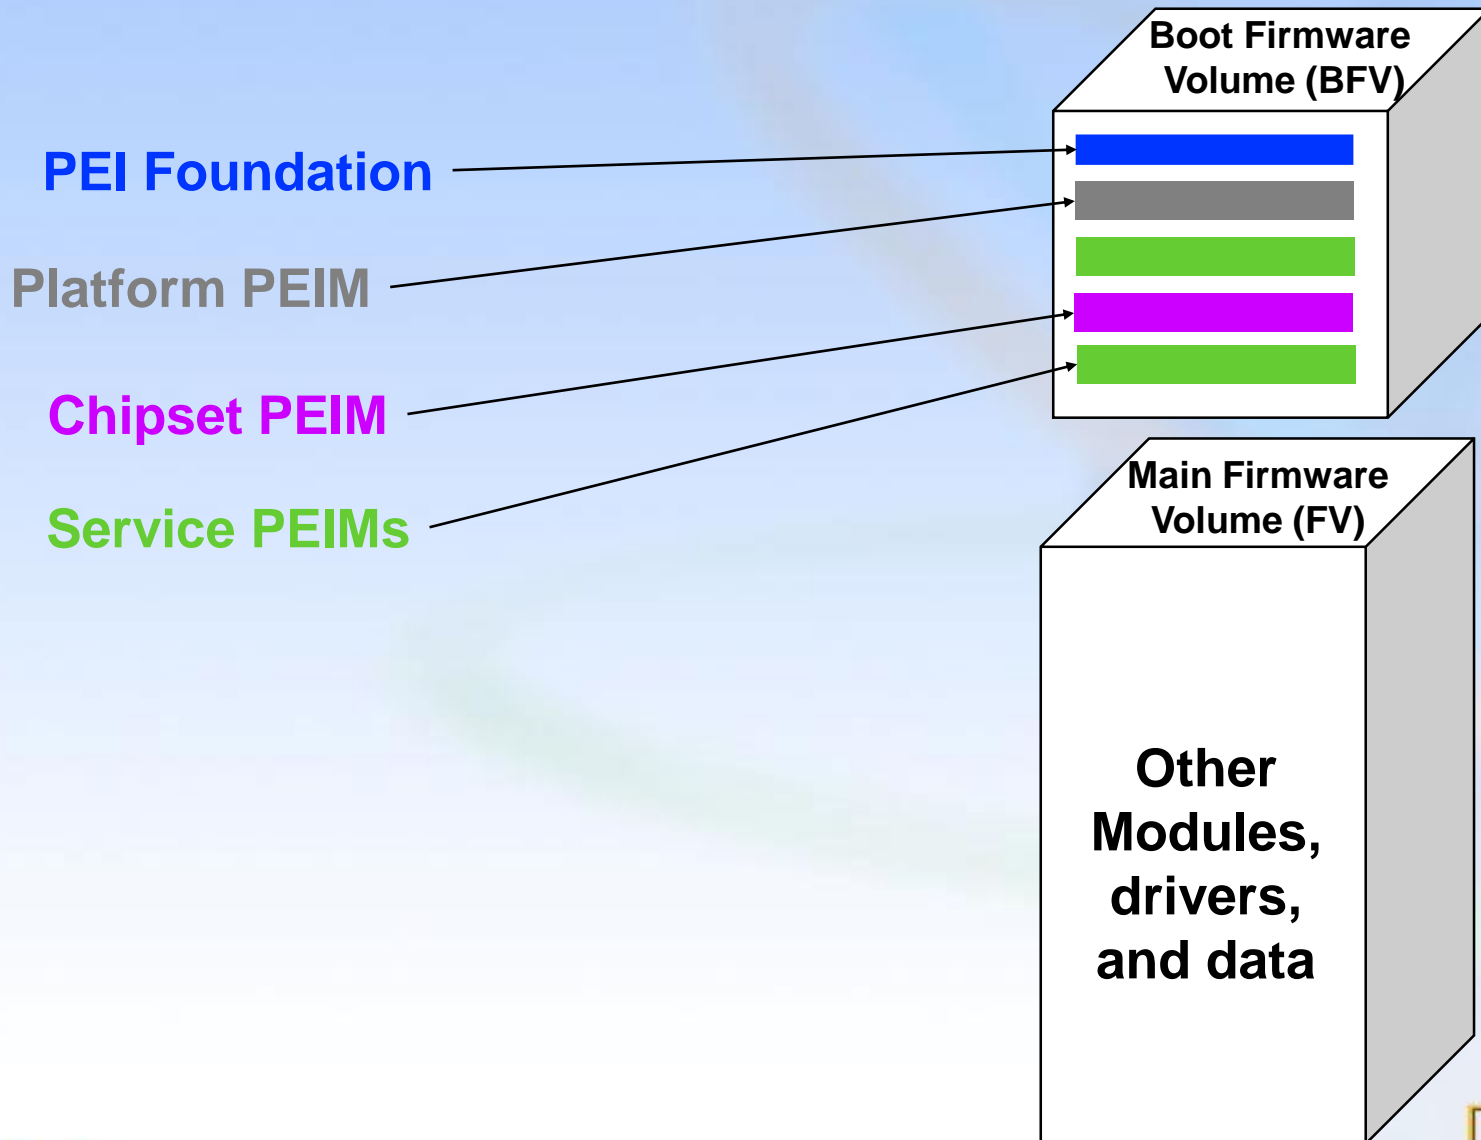 Boot Firmware
Volume (BFV)
PEI Foundation
Platform PEIM
Chipset PEIM
Service PEIMs
Main Firmware
Volume (FV)
Other
Modules,
drivers,
and data